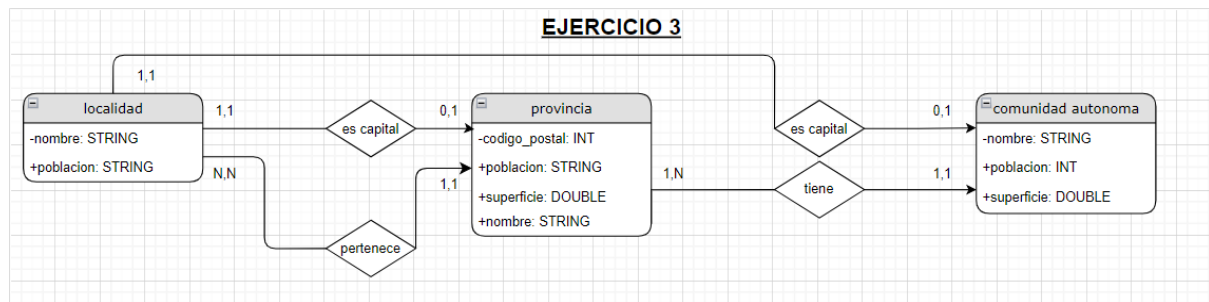 EJERCICIO 3
1,1
localidad
-nombre: STRING
+poblacion: STRING
1,1
es capital
0,1
N,N
pertenece
1,1
provincia
-codigo_postal: INT
+poblacion: STRING
+superficie: DOUBLE
+nombre: STRING
es capital
0,1
1,N
tiene
1,1
comunidad autonoma
-nombre: STRING
+poblacion: INT
+superficie: DOUBLE